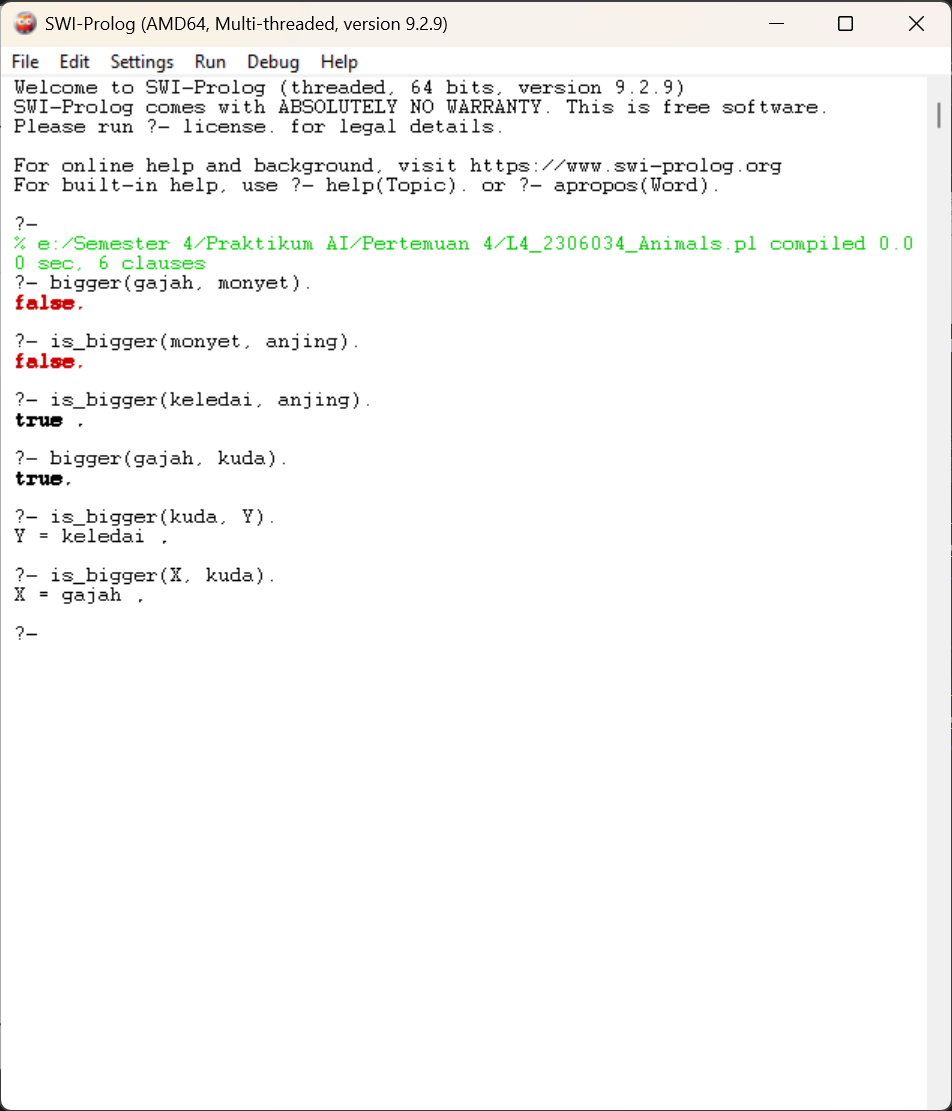 SWI-Prolog (AMD64, Multi-threaded, version 9.2.9)
File Edit Settings Run Debug Help
Welcome to SWI-Prolog (threaded, 64 bits, version 9.2.9)
SWI-Prolog comes with ABSOLUTELY NO WARRANTY. This is free software.
Please run ?- license. for legal details.
For online help and background, visit https://www.swi-prolog.org
For built-in help, use ?- help(Topic). or ?- apropos(Word).
?-
% e:/Semester 4/Praktikum AI/Pertemuan 4/L4_2306034_Animals.pl compiled 0.0
0 sec, 6 clauses
?- bigger(gajah, monyet).
false.
?- is_bigger(monyet, anjing).
false.
?- is_bigger(keledai, anjing).
true .
?- bigger(gajah, kuda).
true.
?- is_bigger(kuda, Y).
Y = keledai .
?- is_bigger(X, kuda).
X = gajah .
?-